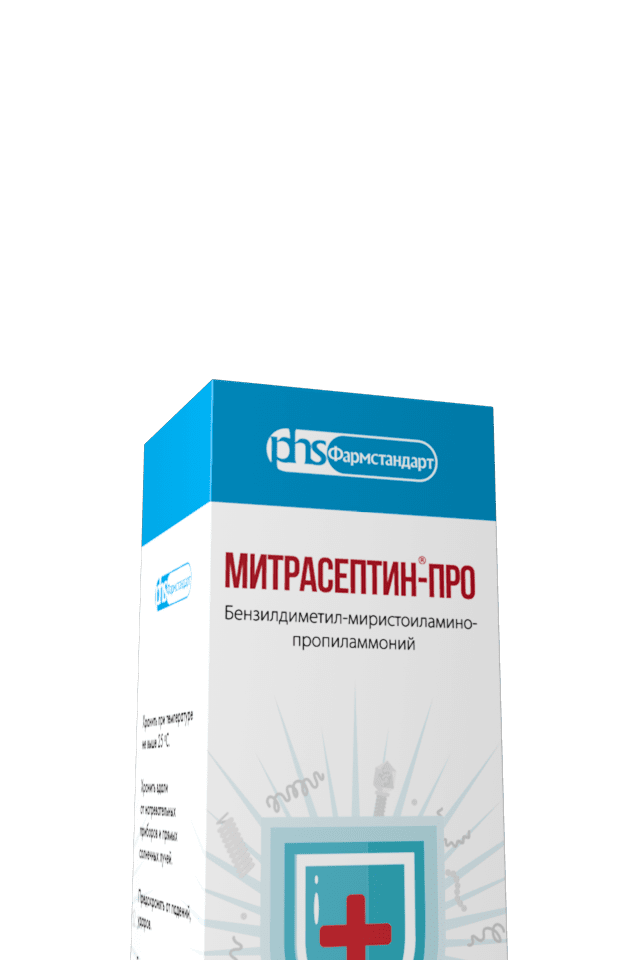 phs Фармстандарт
МИТРАСЕПТИН®-ПРО
Бензилдиметил-миристоиламино-
пропиламмоний
phs Фармстандарт
Хранить при температуре
не выше 25 °С.
Хранить вдали
от нагревательных
приборов и прямых
солнечных лучей.
Предохранять от падений,
ударов.